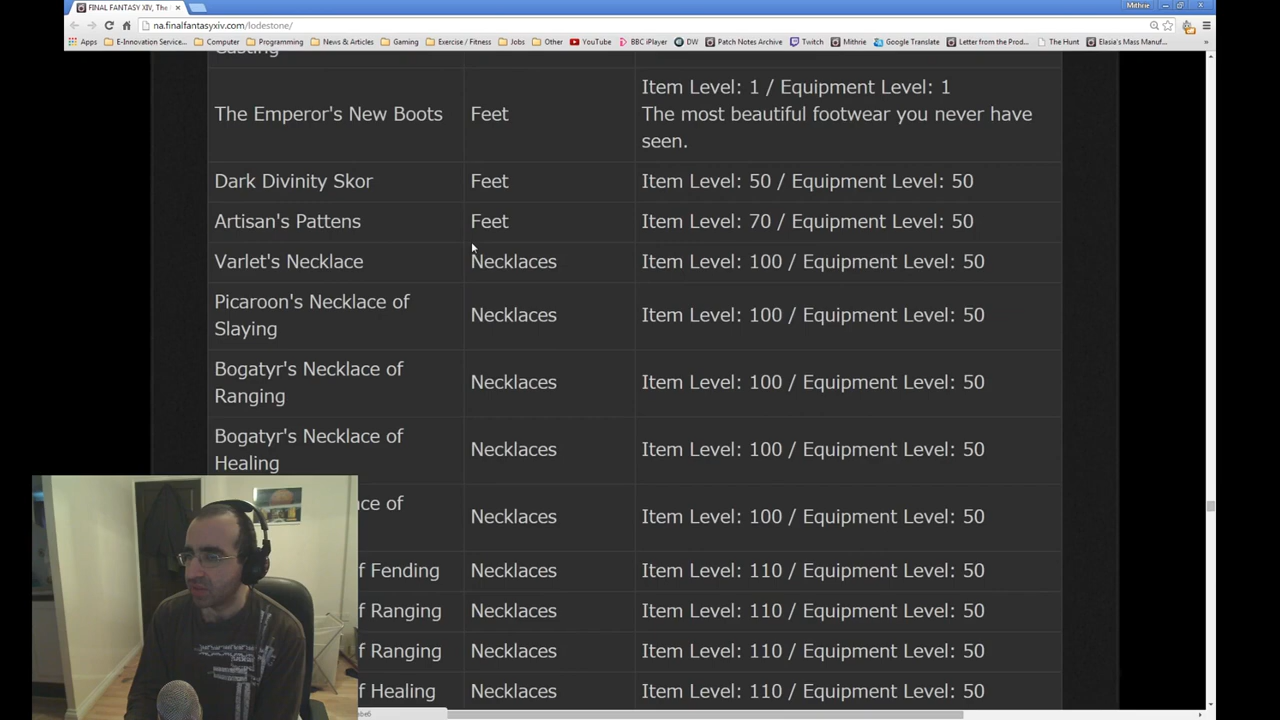 FINAL FANTASY XIV, The
Mithrie
na.finalfantasyxiv.com/lodestone/
Apps E-Innovation Service... Computer Programming News & Articles Gaming Exercise / Fitness Jobs Other YouTube BBC iPlayer DW Patch Notes Archive Twitch Mithrie Google Translate Letter from the Prod... The Hunt Elasia's Mass Manuf...
Casting
Item Level: 1 / Equipment Level: 1
The Emperor's New Boots Feet The most beautiful footwear you never have
seen.
Dark Divinity Skor Feet Item Level: 50 / Equipment Level: 50
Artisan's Pattens Feet Item Level: 70 / Equipment Level: 50
Varlet's Necklace Necklaces Item Level: 100 / Equipment Level: 50
Picaroon's Necklace of
Slaying Necklaces Item Level: 100 / Equipment Level: 50
Bogatyr's Necklace of
Ranging Necklaces Item Level: 100 / Equipment Level: 50
Bogatyr's Necklace of
Healing Necklaces Item Level: 100 / Equipment Level: 50
ce of Necklaces Item Level: 100 / Equipment Level: 50
f Fending Necklaces Item Level: 110 / Equipment Level: 50
f Ranging Necklaces Item Level: 110 / Equipment Level: 50
f Ranging Necklaces Item Level: 110 / Equipment Level: 50
f Healing Necklaces Item Level: 110 / Equipment Level: 50